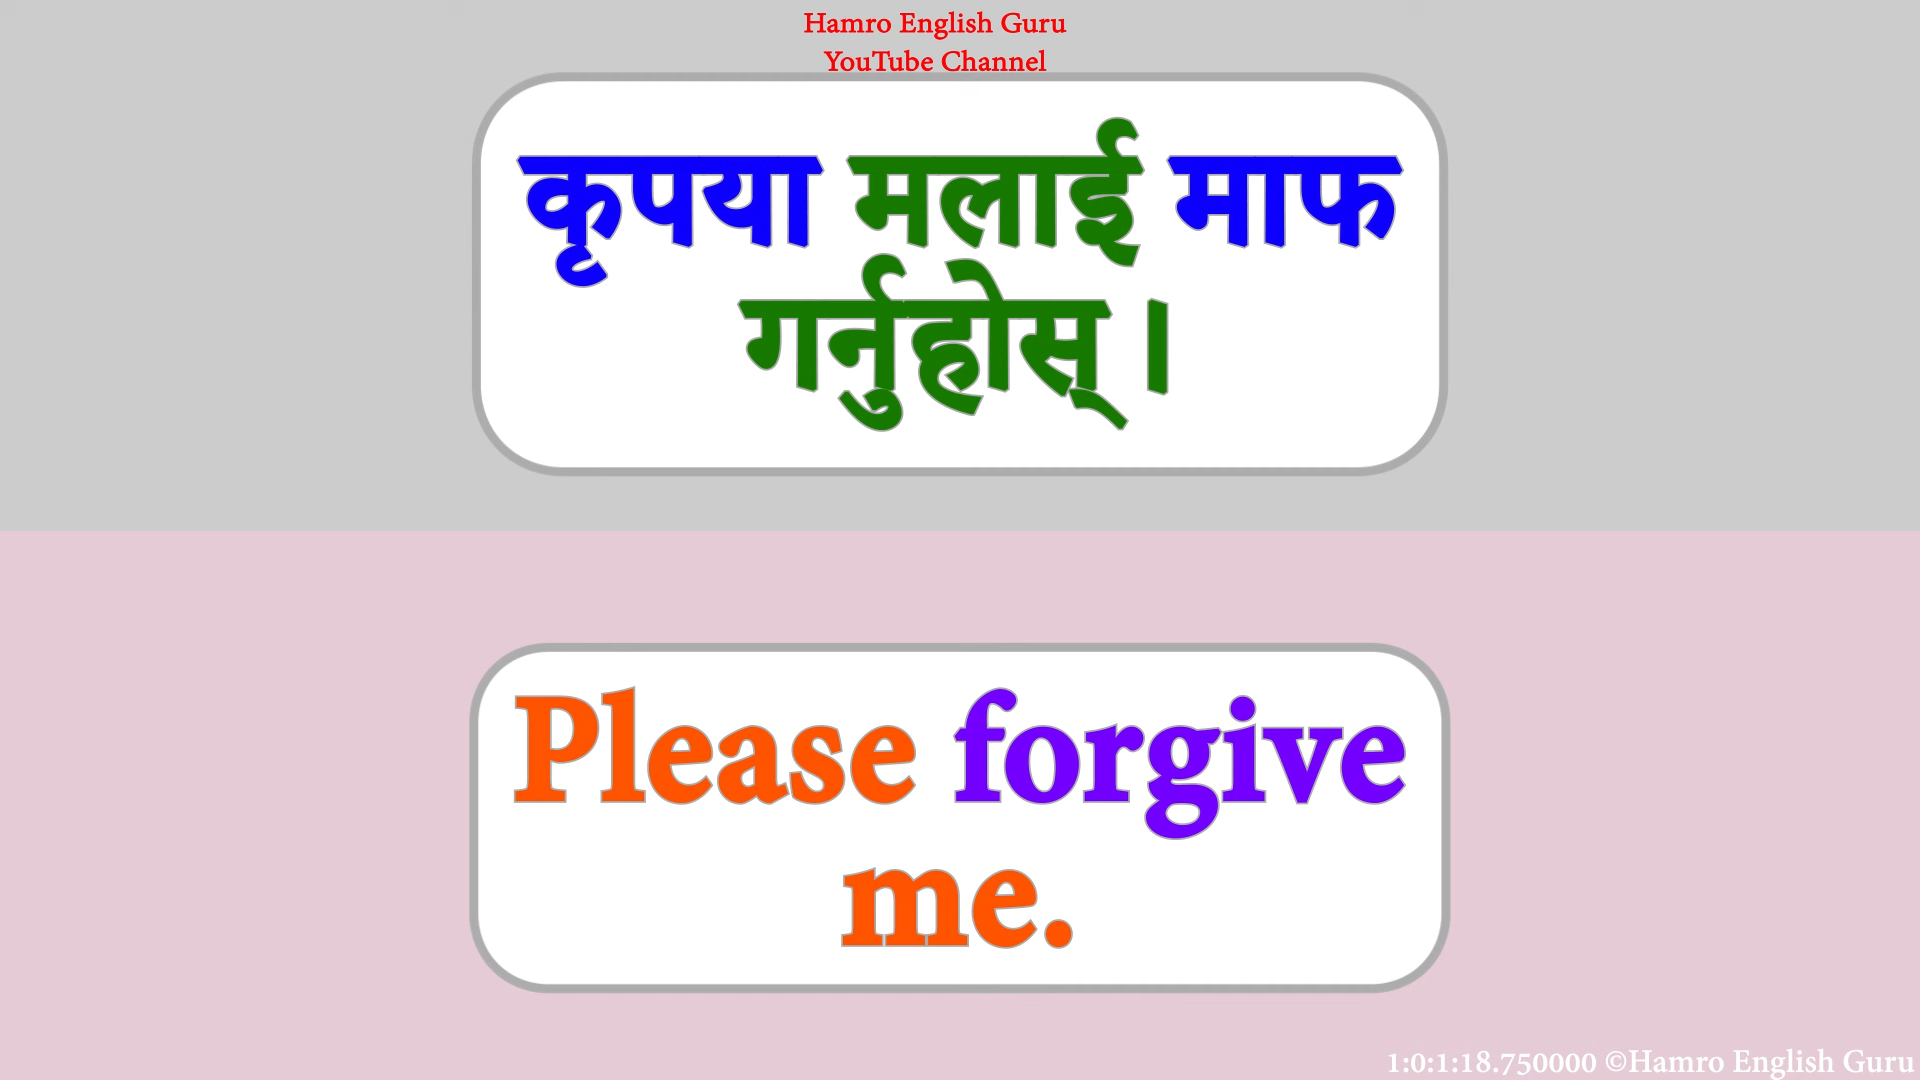 Hamro English Guru
YouTube Channel
कृपया मलाई माफ
गर्नुहोस् ।
Please forgive
me.
1:0:1:18.750000 ©Hamro English Guru